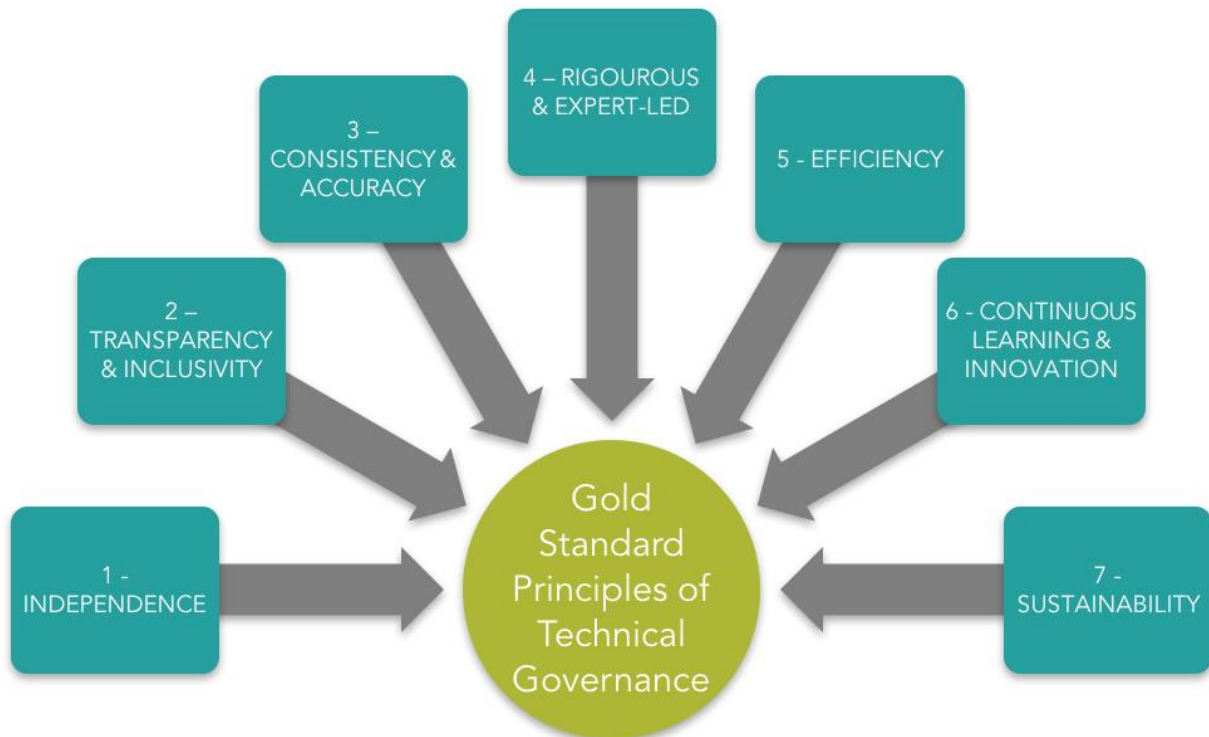 1 -
INDEPENDENCE
2 –
TRANSPARENCY
& INCLUSIVITY
3 –
CONSISTENCY &
ACCURACY
4 – RIGOUROUS
& EXPERT-LED
5 - EFFICIENCY
6 - CONTINUOUS
LEARNING &
INNOVATION
7 -
SUSTAINABILITY
Gold
Standard
Principles of
Technical
Governance